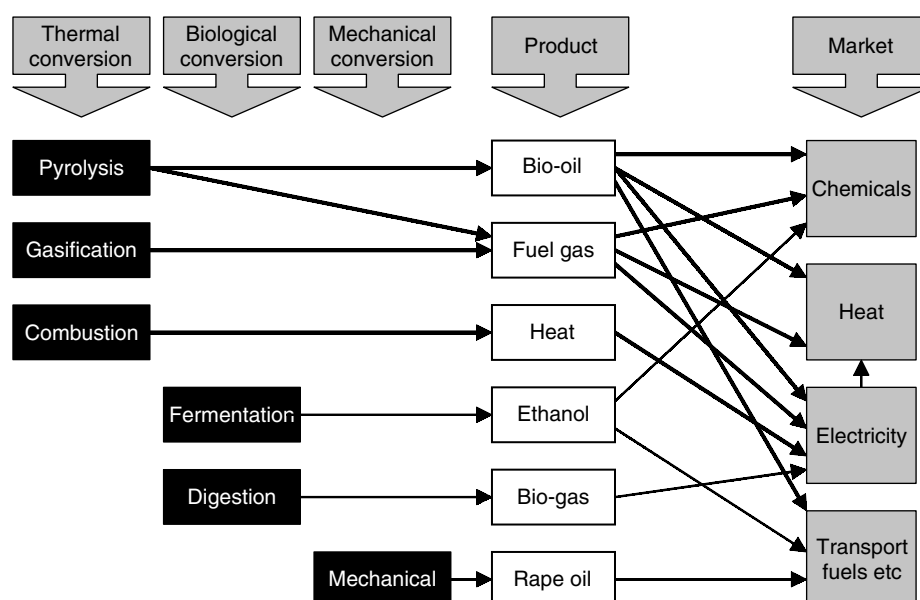 Thermal
conversion
Biological
conversion
Mechanical
conversion
Product
Market
Pyrolysis
Bio-oil
Chemicals
Gasification
Fuel gas
Heat
Combustion
Heat
Fermentation
Ethanol
Electricity
Digestion
Bio-gas
Transport
fuels etc
Mechanical
Rape oil